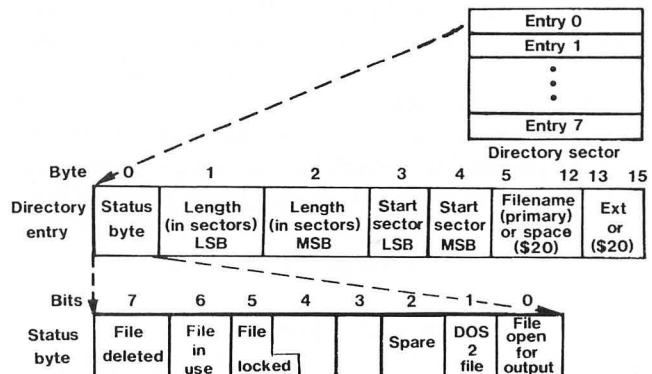 Entry 0
Entry 1
Entry 7
Directory sector
Byte 0 1 2 3 4 5 12 13 15
Directory entry
Status byte
Length (in sectors) LSB
Length (in sectors) MSB
Start sector LSB
Start sector MSB
Filename (primary) or space ($20)
Ext or ($20)
Bits 7 6 5 4 3 2 1 0
Status byte
File deleted
File in use
File locked
Spare
DOS 2 file
File open for output